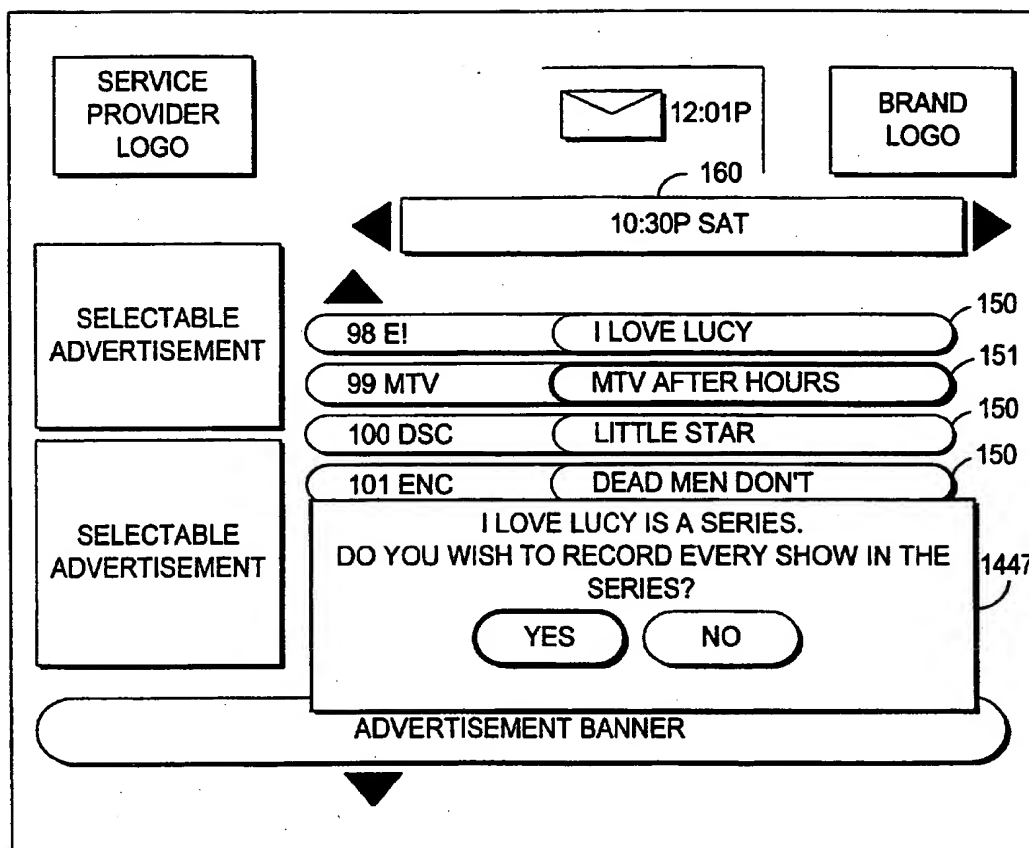 SERVICE
PROVIDER
LOGO
12:01P
BRAND
LOGO
160
10:30P SAT
SELECTABLE
ADVERTISEMENT
98 E! I LOVE LUCY 150
99 MTV MTV AFTER HOURS 151
100 DSC LITTLE STAR 150
101 ENC DEAD MEN DON'T 150
SELECTABLE
ADVERTISEMENT
I LOVE LUCY IS A SERIES.
DO YOU WISH TO RECORD EVERY SHOW IN THE
SERIES?
1447
YES NO
ADVERTISEMENT BANNER